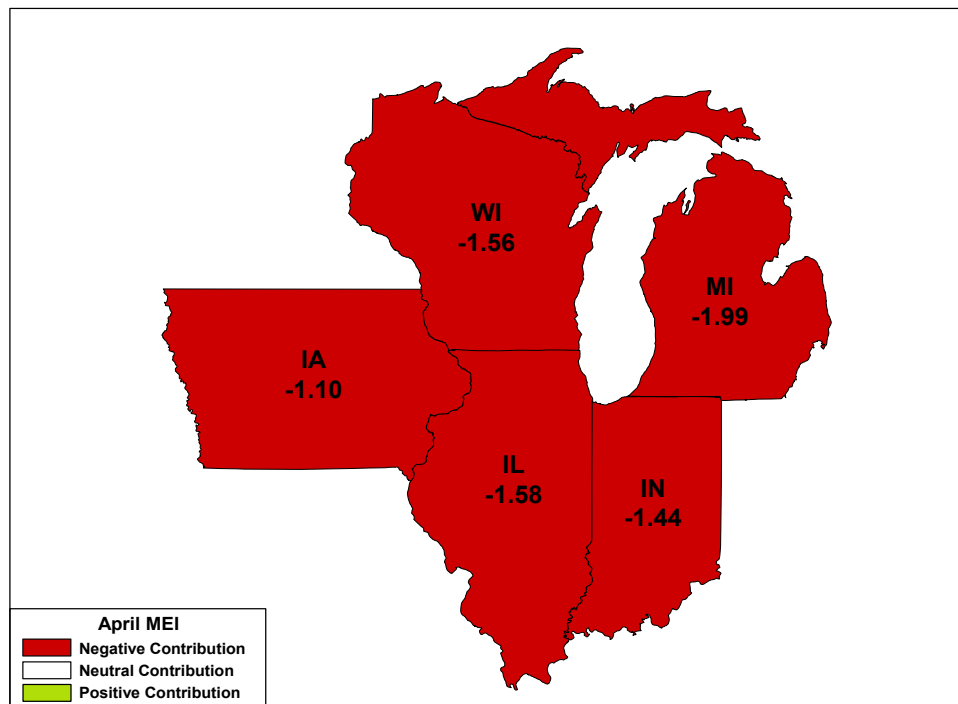 WI
-1.56
MI
-1.99
IA
-1.10
IL
-1.58
IN
-1.44
April MEI
Negative Contribution
Neutral Contribution
Positive Contribution